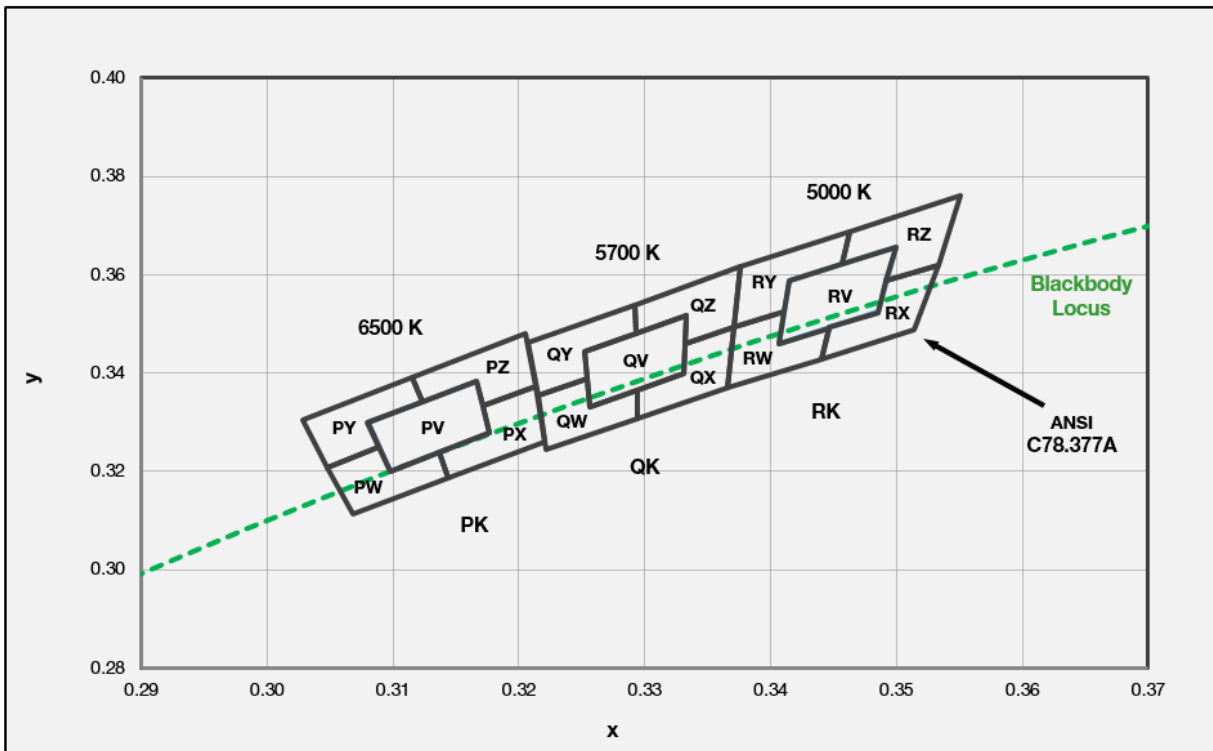 0.40
0.38
5000 K
RZ
5700 K
0.36
RY
Blackbody
Locus
RV
QZ
RX
6500 K
QY
QV
RW
PZ
QX
y
0.34
RK
ANSI
C78.377A
PY
PV
PX
QW
QK
0.32
PW
PK
0.30
0.28
0.29
0.30
0.31
0.32
0.33
0.34
0.35
0.36
0.37
x